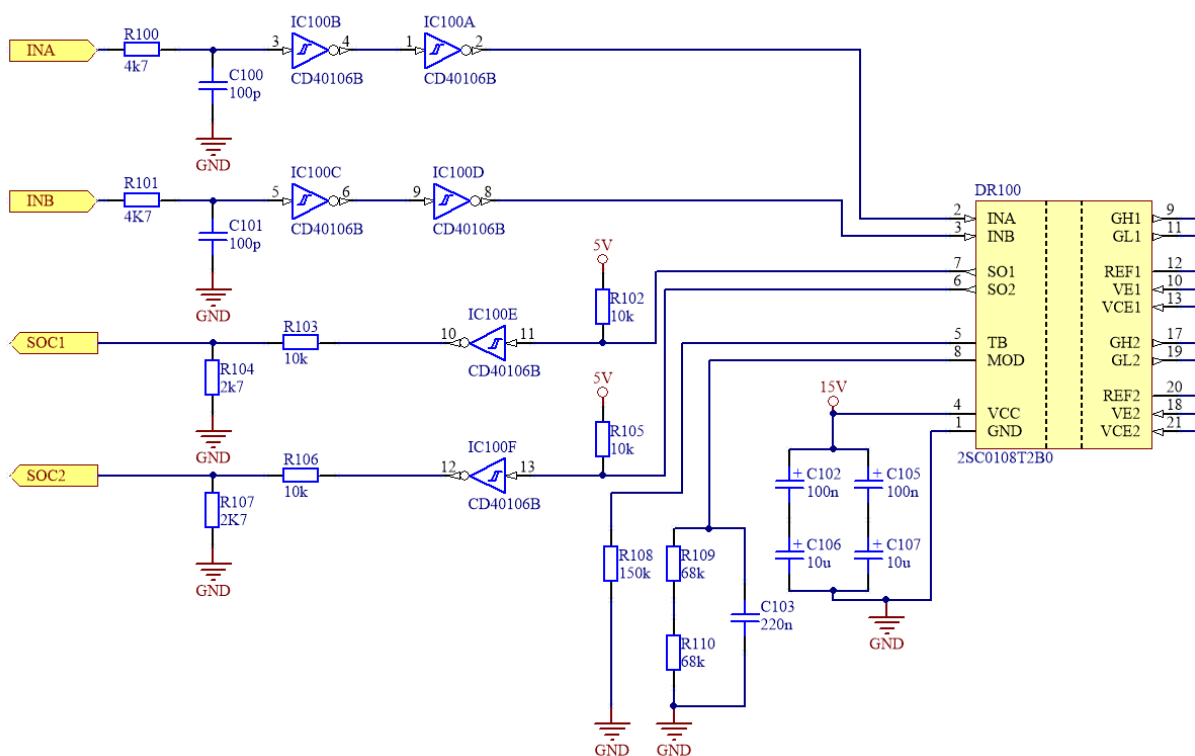 INA
R100
4k7
C100
100p
GND
3
IC100B
4
CD40106B
1
IC100A
2
CD40106B
INB
R101
4K7
C101
100p
GND
5
IC100C
6
CD40106B
9
IC100D
8
CD40106B
5V
R102
10k
SOC1
R103
10k
R104
2k7
GND
10
IC100E
11
CD40106B
5V
R105
10k
SOC2
R106
10k
R107
2K7
GND
12
IC100F
13
CD40106B
R108
150k
GND
R109
68k
R110
68k
C103
220n
GND
15V
C102
100n
C105
100n
C106
10u
C107
10u
GND
+
+
+
+
DR100
2 INA GH1 9
3 INB GL1 11
7 SO1 REF1 12
6 SO2 VE1 10
VCE1 13
5 TB GH2 17
8 MOD GL2 19
REF2 20
4 VCC VE2 18
1 GND VCE2 21
2SC0108T2B0